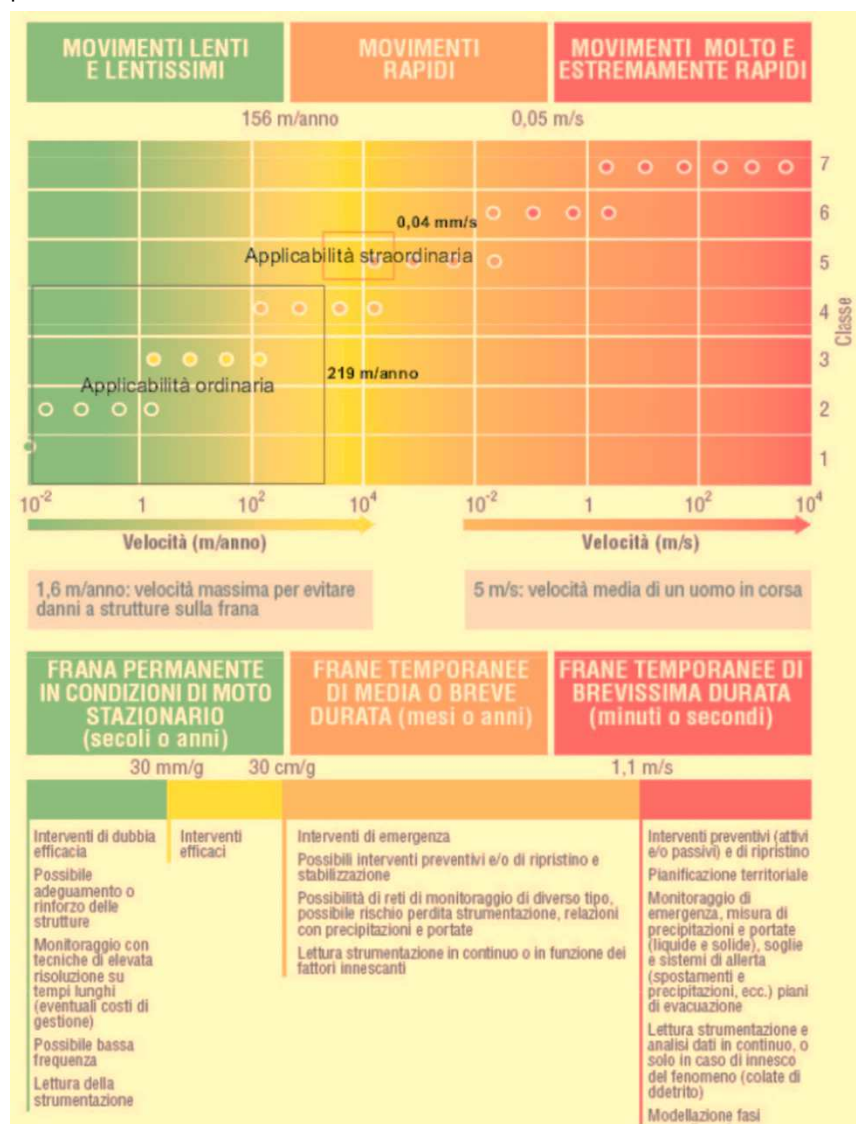 MOVIMENTI LENTI
E LENTISSIMI
MOVIMENTI
RAPIDI
MOVIMENTI MOLTO E
ESTREMAMENTE RAPIDI
156 m/anno
0,05 m/s
7
6
0,04 mm/s
Applicabilità straordinaria
5
4
Classe
3
219 m/anno
Applicabilità ordinaria
2
1
10-2
1
10²
10⁴
10-2
1
10²
10⁴
Velocità (m/anno)
Velocità (m/s)
1,6 m/anno: velocità massima per evitare
danni a strutture sulla frana
5 m/s: velocità media di un uomo in corsa
FRANA PERMANENTE
IN CONDIZIONI DI MOTO
STAZIONARIO
(secoli o anni)
FRANE TEMPORANEE
DI MEDIA O BREVE
DURATA (mesi o anni)
FRANE TEMPORANEE DI
BREVISSIMA DURATA
(minuti o secondi)
30 mm/g
30 cm/g
1,1 m/s
Interventi di dubbia
efficacia
Possibile
adeguamento o
rinforzo delle
strutture
Monitoraggio con
tecniche di elevata
risoluzione su
tempi lunghi
(eventuali costi di
gestione)
Possibile bassa
frequenza
Lettura della
strumentazione
Interventi
efficaci
Interventi di emergenza
Possibili interventi preventivi e/o di ripristino e
stabilizzazione
Possibilità di reti di monitoraggio di diverso tipo,
possibile rischio perdita strumentazione, relazioni
con precipitazioni e portate
Lettura strumentazione in continuo o in funzione dei
fattori innescanti
Interventi preventivi (attivi
e/o passivi) e di ripristino
Pianificazione territoriale
Monitoraggio di
emergenza, misura di
precipitazioni e portate
(liquide e solide), soglie
e sistemi di allerta
(spostamenti e
precipitazioni, ecc.) piani
di evacuazione
Lettura strumentazione e
analisi dati in continuo, o
solo in caso di innesco
del fenomeno (colate di
ddetrito)
Modellazione fasi